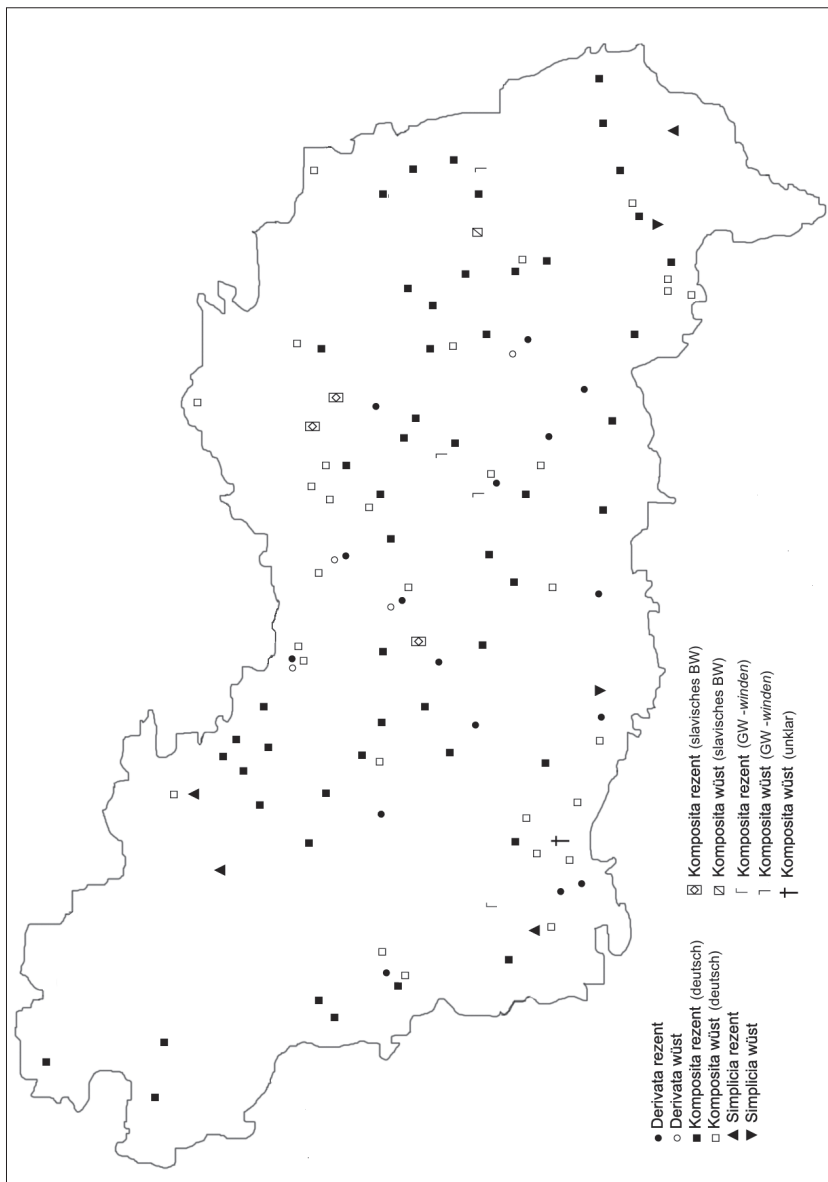 Derivata rezent
Derivata wüst
Komposita rezent (deutsch)
Komposita wüst (deutsch)
Simplicia rezent
Simplicia wüst
Komposita rezent (slavisches BW)
Komposita wüst (slavisches BW)
Komposita rezent (GW -winden)
Komposita wüst (GW -winden)
Komposita wüst (unklar)